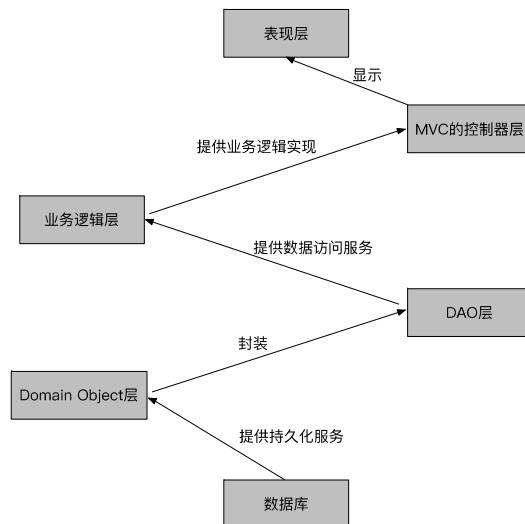 表现层
显示
MVC的控制器层
提供业务逻辑实现
业务逻辑层
提供数据访问服务
DAO层
封装
Domain Object层
提供持久化服务
数据库